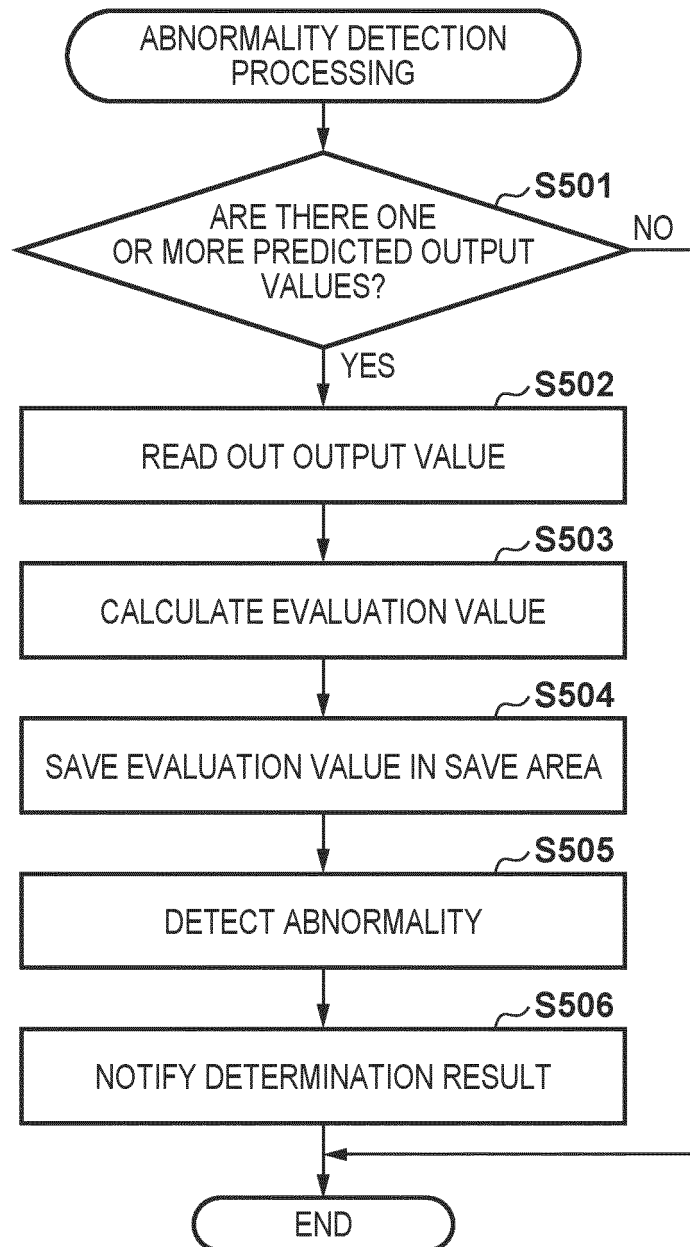 ABNORMALITY DETECTION
PROCESSING
S501
ARE THERE ONE
OR MORE PREDICTED OUTPUT
VALUES?
NO
YES
S502
READ OUT OUTPUT VALUE
S503
CALCULATE EVALUATION VALUE
S504
SAVE EVALUATION VALUE IN SAVE AREA
S505
DETECT ABNORMALITY
S506
NOTIFY DETERMINATION RESULT
END